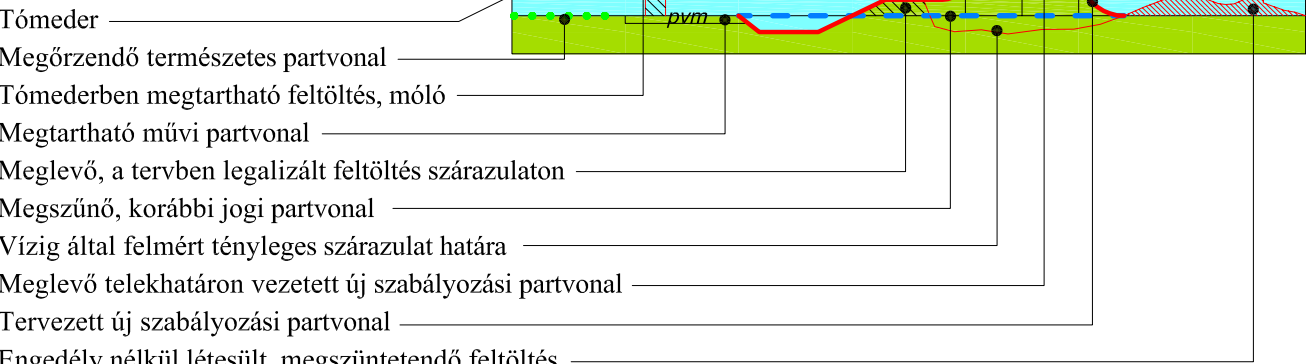 Tómeder
pvm
Megőrzendő természetes partvonal
Tómederben megtartható feltöltés, móló
Megtartható művi partvonal
Meglevő, a tervben legalizált feltöltés szárazulaton
Megszűnő, korábbi jogi partvonal
Vízig által felmért tényleges szárazulat határa
Meglevő telekhatáron vezetett új szabályozási partvonal
Tervezett új szabályozási partvonal
Engedély nélkül létesült, megszüntetendő feltöltés